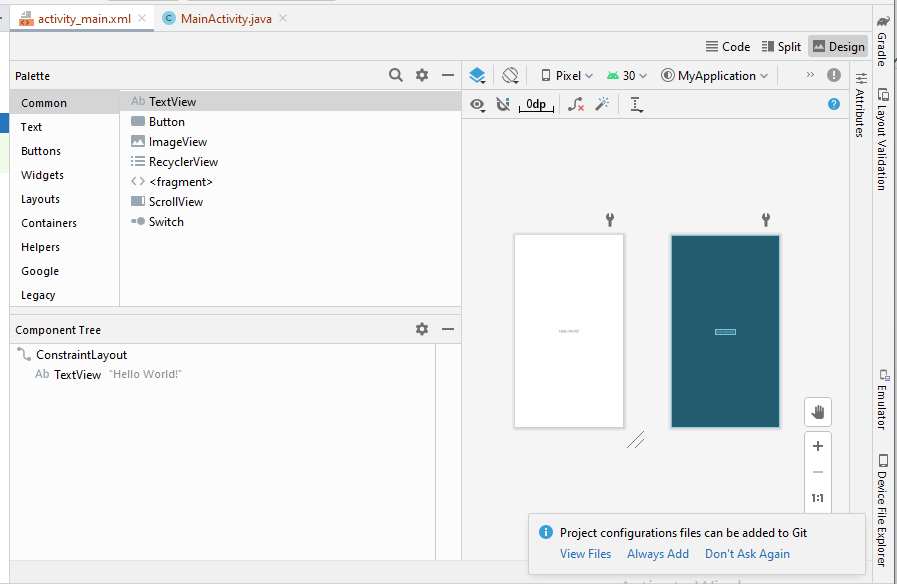 activity_main.xml
MainActivity.java
Code
Split
Design
Palette
Pixel
30
MyApplication
0dp
Common
Text
Buttons
Widgets
Layouts
Containers
Helpers
Google
Legacy
Ab TextView
Button
ImageView
RecyclerView
<fragment>
ScrollView
Switch
Component Tree
ConstraintLayout
Ab TextView "Hello World!"
1:1
Project configurations files can be added to Git
View Files Always Add Don't Ask Again
Attributes
Gradle
Layout Validation
Emulator
Device File Explorer